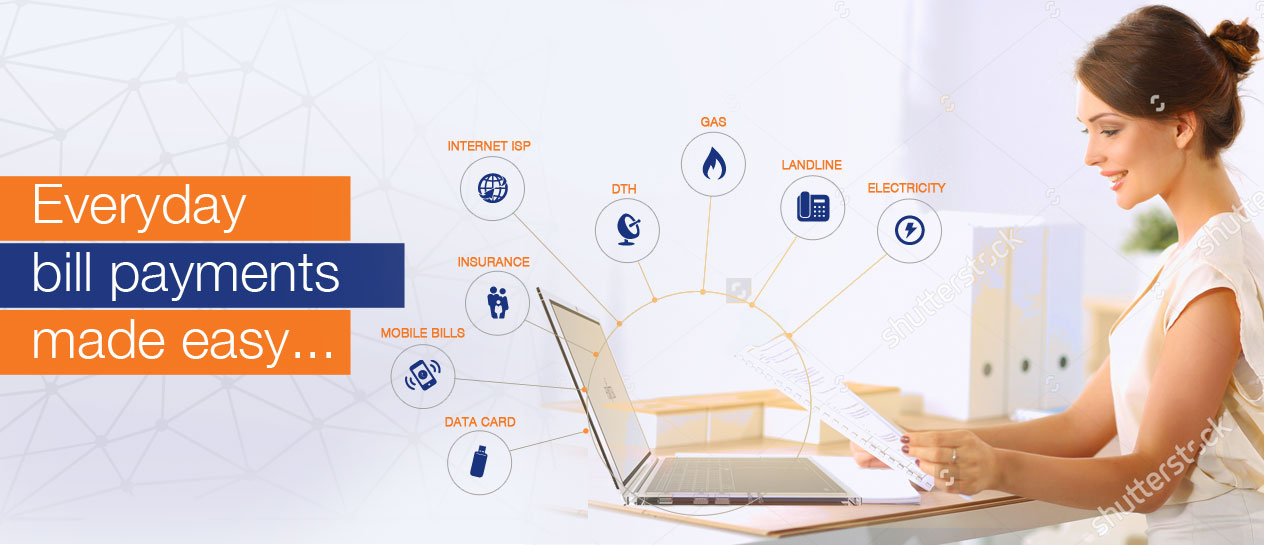 Everyday
bill payments
made easy...
INTERNET ISP
DTH
GAS
LANDLINE
ELECTRICITY
INSURANCE
MOBILE BILLS
DATA CARD
shutterstock
shutterstock
shutterstock